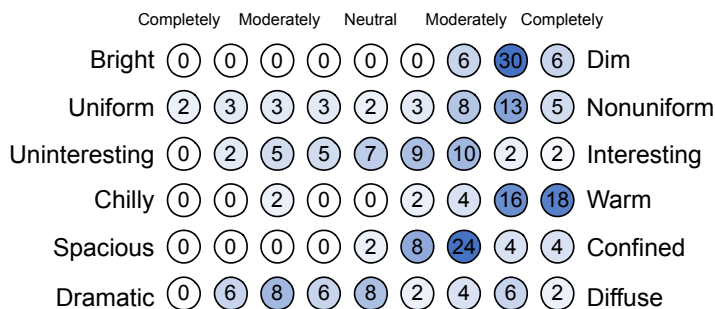 Completely Moderately Neutral Moderately Completely
Bright 0 0 0 0 0 0 6 30 6 Dim
Uniform 2 3 3 3 2 3 8 13 5 Nonuniform
Uninteresting 0 2 5 5 7 9 10 2 2 Interesting
Chilly 0 0 2 0 0 2 4 16 18 Warm
Spacious 0 0 0 0 2 8 24 4 4 Confined
Dramatic 0 6 8 6 8 2 4 6 2 Diffuse